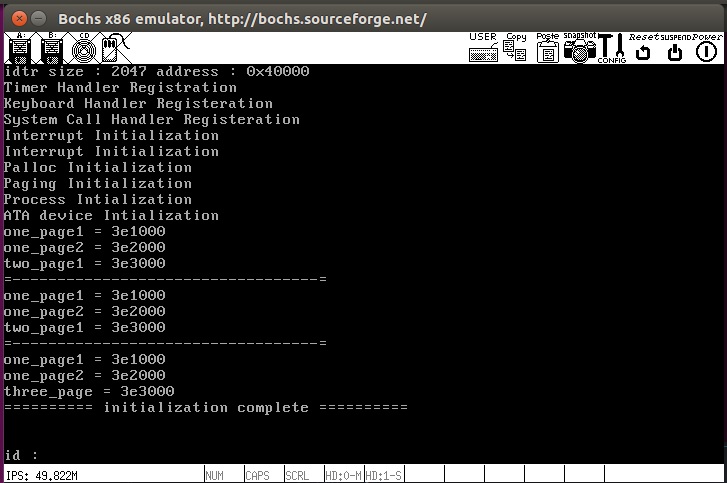 Bochs x86 emulator, http://bochs.sourceforge.net/
A: B: CD USER Copy Paste snapshot CONFIG Reset SUSPEND Power
idtr size : 2047 address : 0x40000
Timer Handler Registration
Keyboard Handler Registeration
System Call Handler Registeration
Interrupt Initialization
Interrupt Initialization
Palloc Initialization
Paging Initialization
Process Intialization
ATA device Intialization
one_page1 = 3e1000
one_page2 = 3e2000
two_page1 = 3e3000
=----------------------------------=
one_page1 = 3e1000
one_page2 = 3e2000
two_page1 = 3e3000
=----------------------------------=
one_page1 = 3e1000
one_page2 = 3e2000
three_page = 3e3000
========== initialization complete ==========
id :
IPS: 49.822M NUM CAPS SCRL HD:0-M HD:1-S